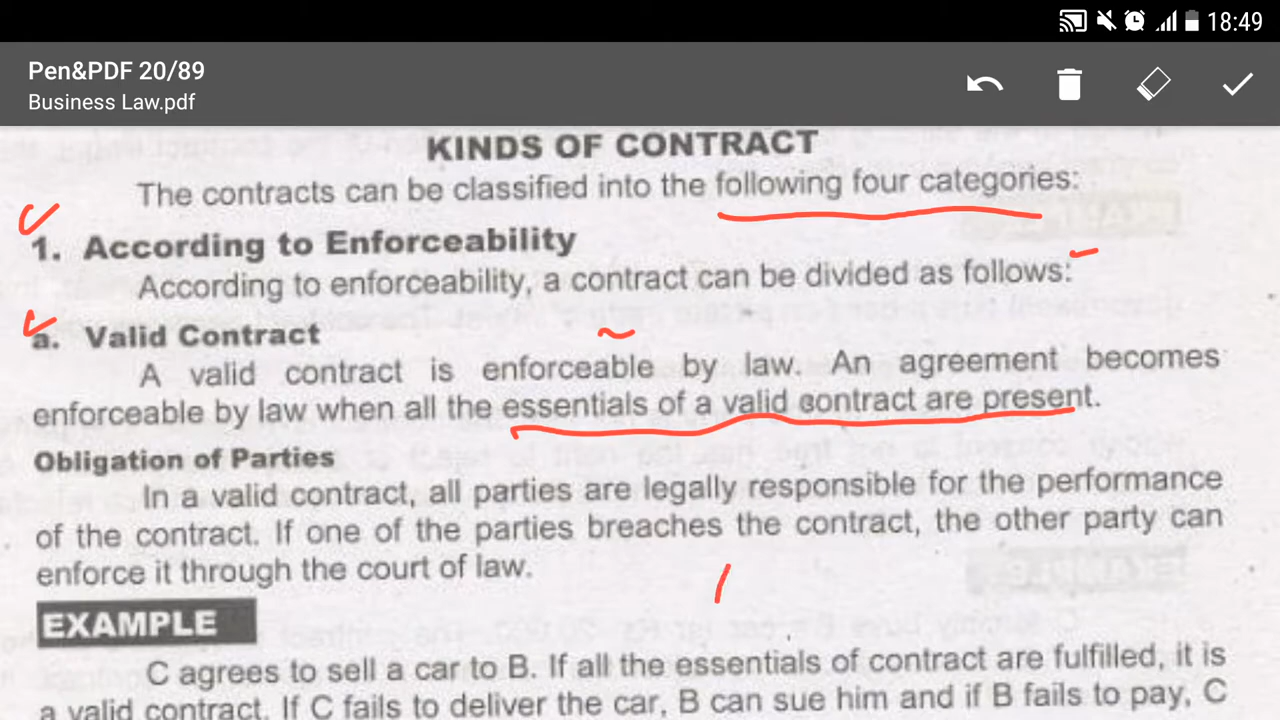 18:49
Pen&PDF 20/89
Business Law.pdf
KINDS OF CONTRACT
The contracts can be classified into the following four categories:
1. According to Enforceability
According to enforceability, a contract can be divided as follows:
a. Valid Contract
A valid contract is enforceable by law. An agreement becomes
enforceable by law when all the essentials of a valid contract are present.
Obligation of Parties
In a valid contract, all parties are legally responsible for the performance
of the contract. If one of the parties breaches the contract, the other party can
enforce it through the court of law.
EXAMPLE
C agrees to sell a car to B. If all the essentials of contract are fulfilled, it is
a valid contract. If C fails to deliver the car, B can sue him and if B fails to pay, C